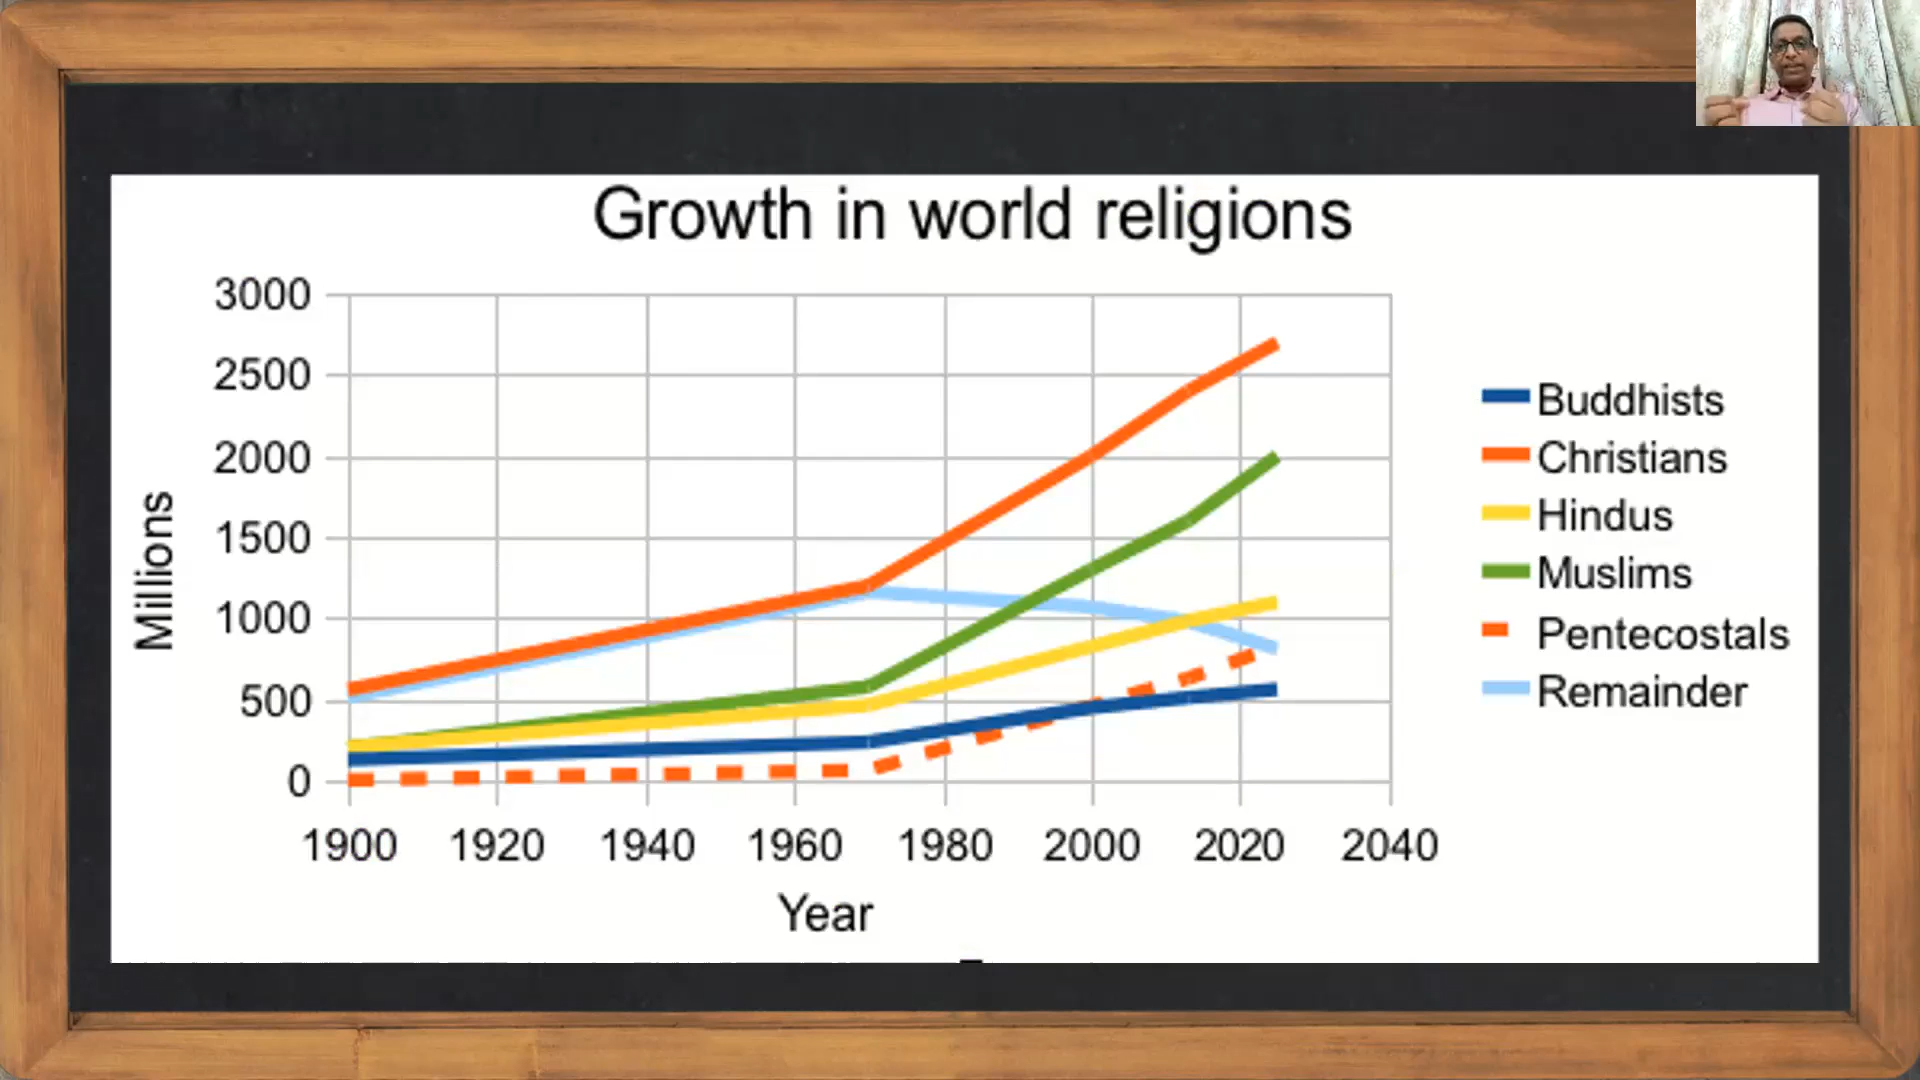 Growth in world religions
3000
2500
2000
1500
1000
500
0
Millions
1900 1920 1940 1960 1980 2000 2020 2040
Year
Buddhists
Christians
Hindus
Muslims
Pentecostals
Remainder